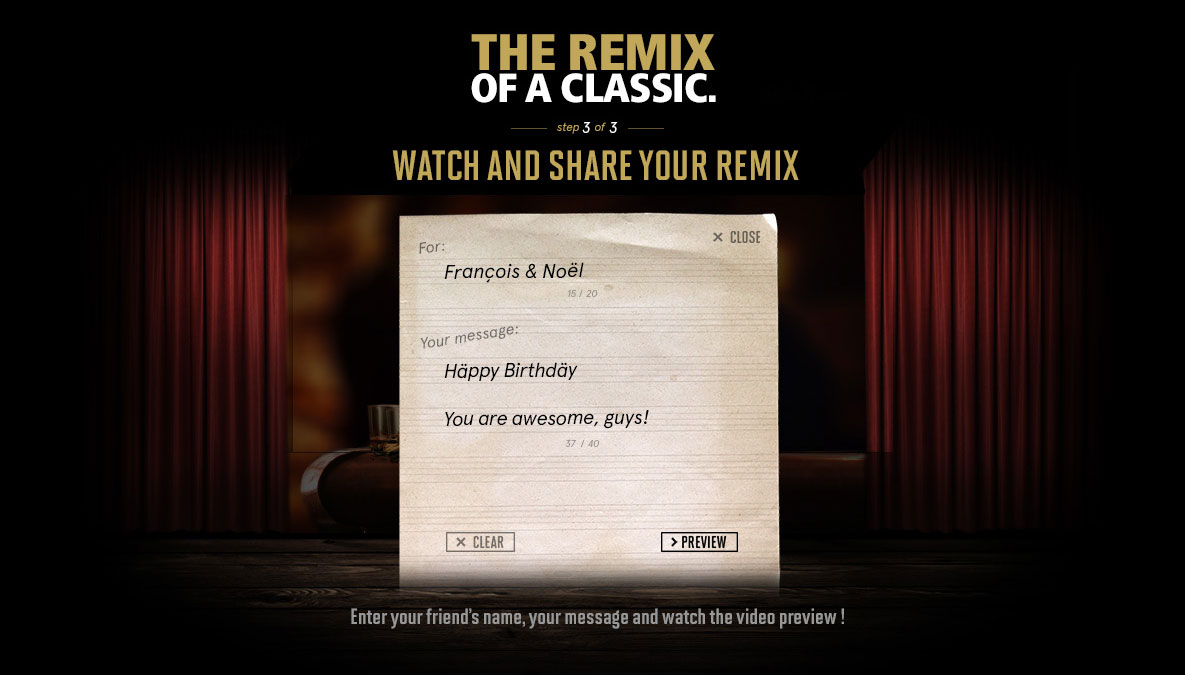 THE REMIX
OF A CLASSIC.
step 3 of 3
WATCH AND SHARE YOUR REMIX
× CLOSE
For:
François & Noël
15 / 20
Your message:
Häppy Birthdäy
You are awesome, guys!
37 / 40
× CLEAR
> PREVIEW
Enter your friend's name, your message and watch the video preview !